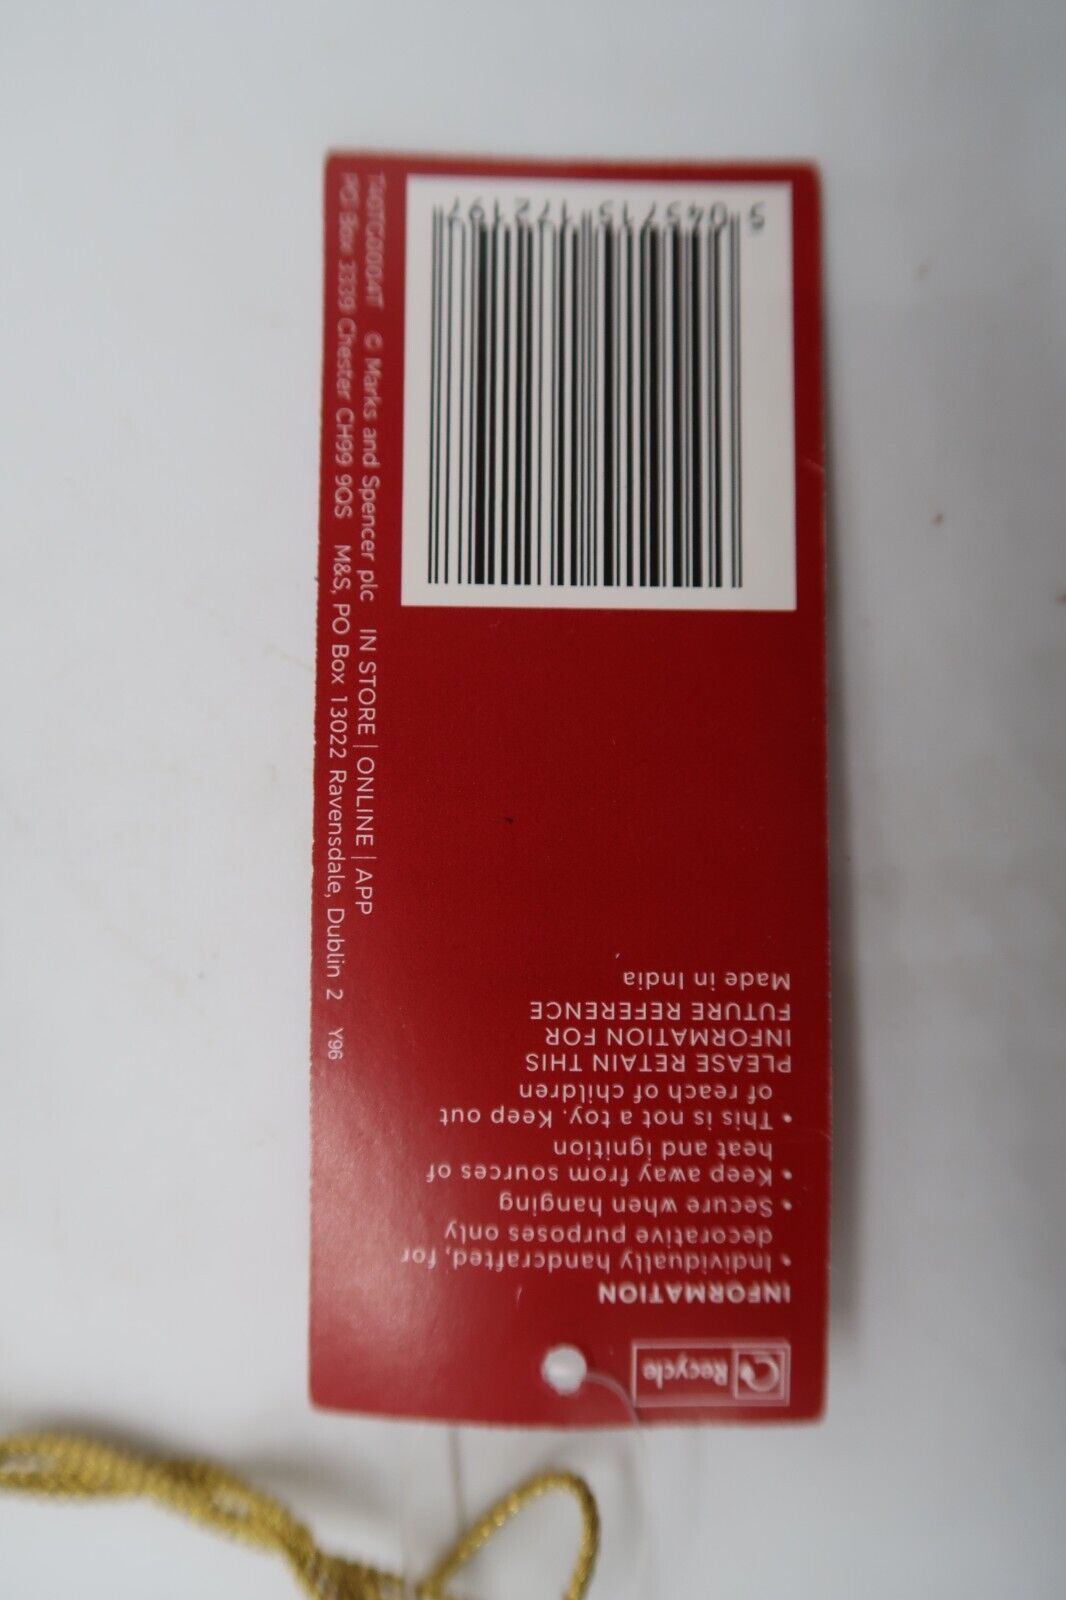 Recycle
INFORMATION
• Individually handcrafted, for
decorative purposes only
• Secure when hanging
• Keep away from sources of
heat and ignition
• This is not a toy. Keep out
of reach of children
PLEASE RETAIN THIS
INFORMATION FOR
FUTURE REFERENCE
Made in India
5 045715 172197
© Marks and Spencer plc IN STORE | ONLINE | APP
PO Box 3339 Chester CH99 9QS M&S, PO Box 13022 Ravensdale, Dublin 2 Y96